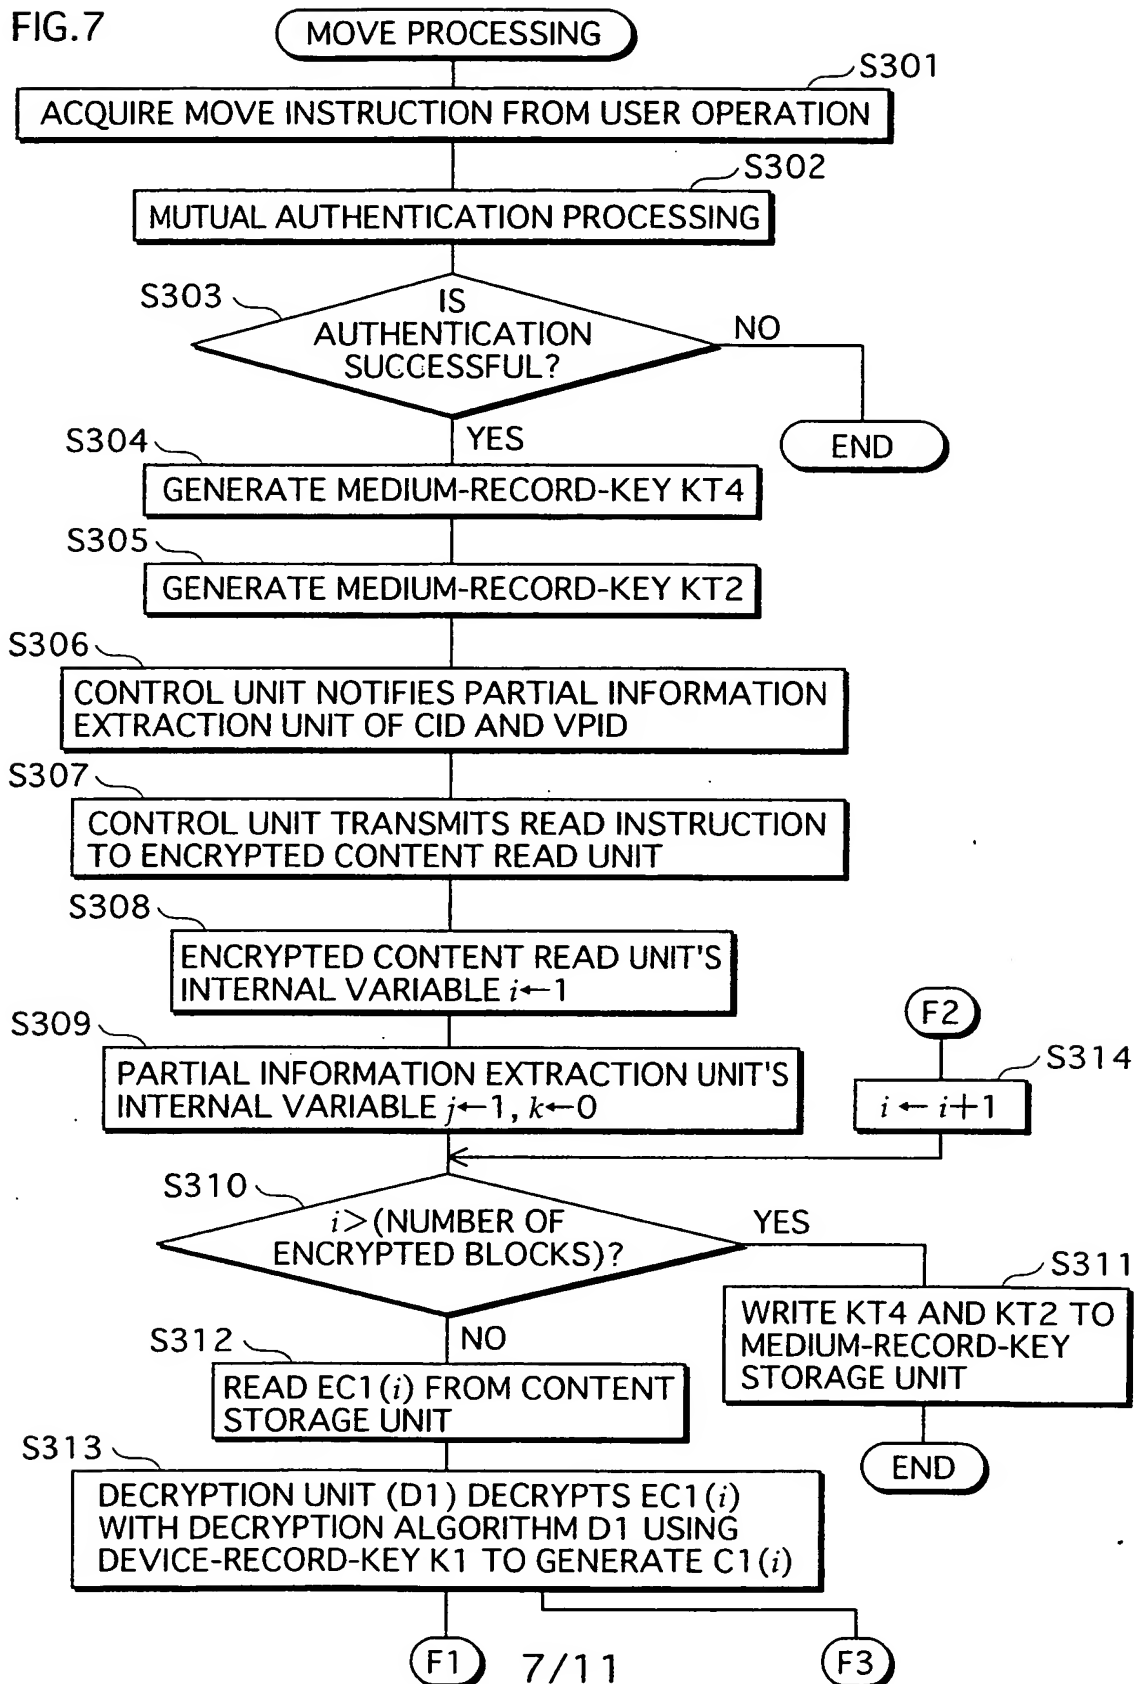 FIG.7
MOVE PROCESSING
S301
ACQUIRE MOVE INSTRUCTION FROM USER OPERATION
S302
MUTUAL AUTHENTICATION PROCESSING
S303
IS
AUTHENTICATION
SUCCESSFUL?
NO
END
YES
S304
GENERATE MEDIUM-RECORD-KEY KT4
S305
GENERATE MEDIUM-RECORD-KEY KT2
S306
CONTROL UNIT NOTIFIES PARTIAL INFORMATION
EXTRACTION UNIT OF CID AND VPID
S307
CONTROL UNIT TRANSMITS READ INSTRUCTION
TO ENCRYPTED CONTENT READ UNIT
S308
ENCRYPTED CONTENT READ UNIT'S
INTERNAL VARIABLE i←1
S309
PARTIAL INFORMATION EXTRACTION UNIT'S
INTERNAL VARIABLE j←1, k←0
F2
S314
i ← i+1
S310
i>(NUMBER OF
ENCRYPTED BLOCKS)?
YES
S311
WRITE KT4 AND KT2 TO
MEDIUM-RECORD-KEY
STORAGE UNIT
END
NO
S312
READ EC1(i) FROM CONTENT
STORAGE UNIT
S313
DECRYPTION UNIT (D1) DECRYPTS EC1(i)
WITH DECRYPTION ALGORITHM D1 USING
DEVICE-RECORD-KEY K1 TO GENERATE C1(i)
F1
7/11
F3